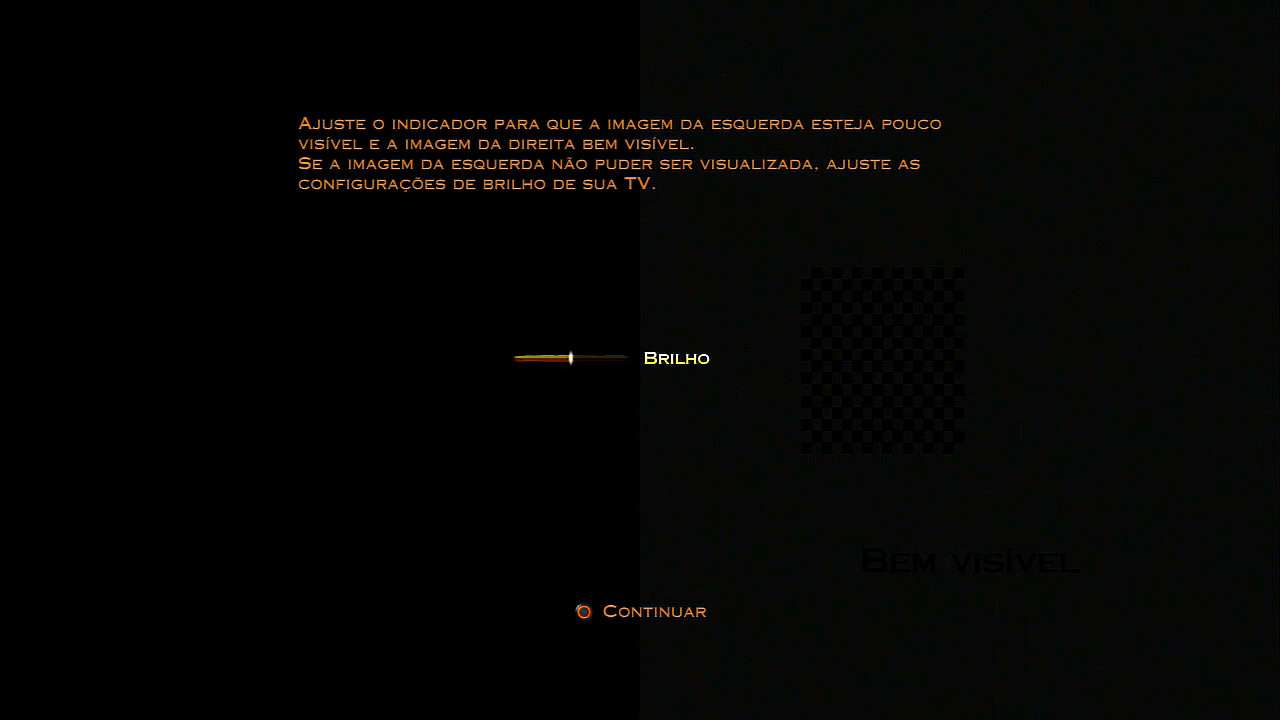 Ajuste o indicador para que a imagem da esquerda esteja pouco
visível e a imagem da direita bem visível.
Se a imagem da esquerda não puder ser visualizada, ajuste as
configurações de brilho de sua TV.
Brilho
Bem visível
Continuar